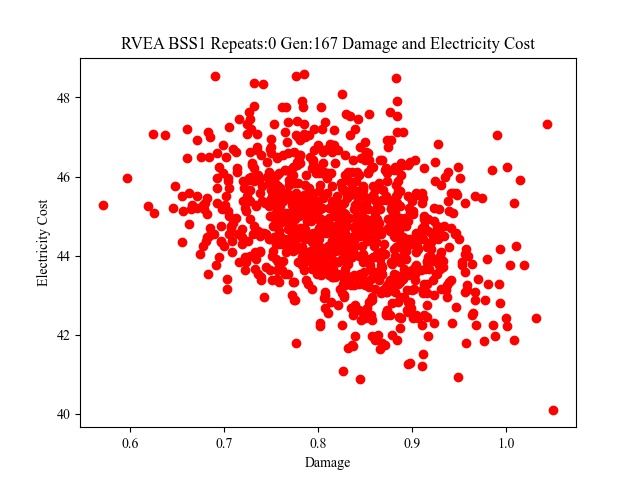 RVEA BSS1 Repeats:0 Gen:167 Damage and Electricity Cost
48
46
44
42
40
Electricity Cost
0.6 0.7 0.8 0.9 1.0
Damage